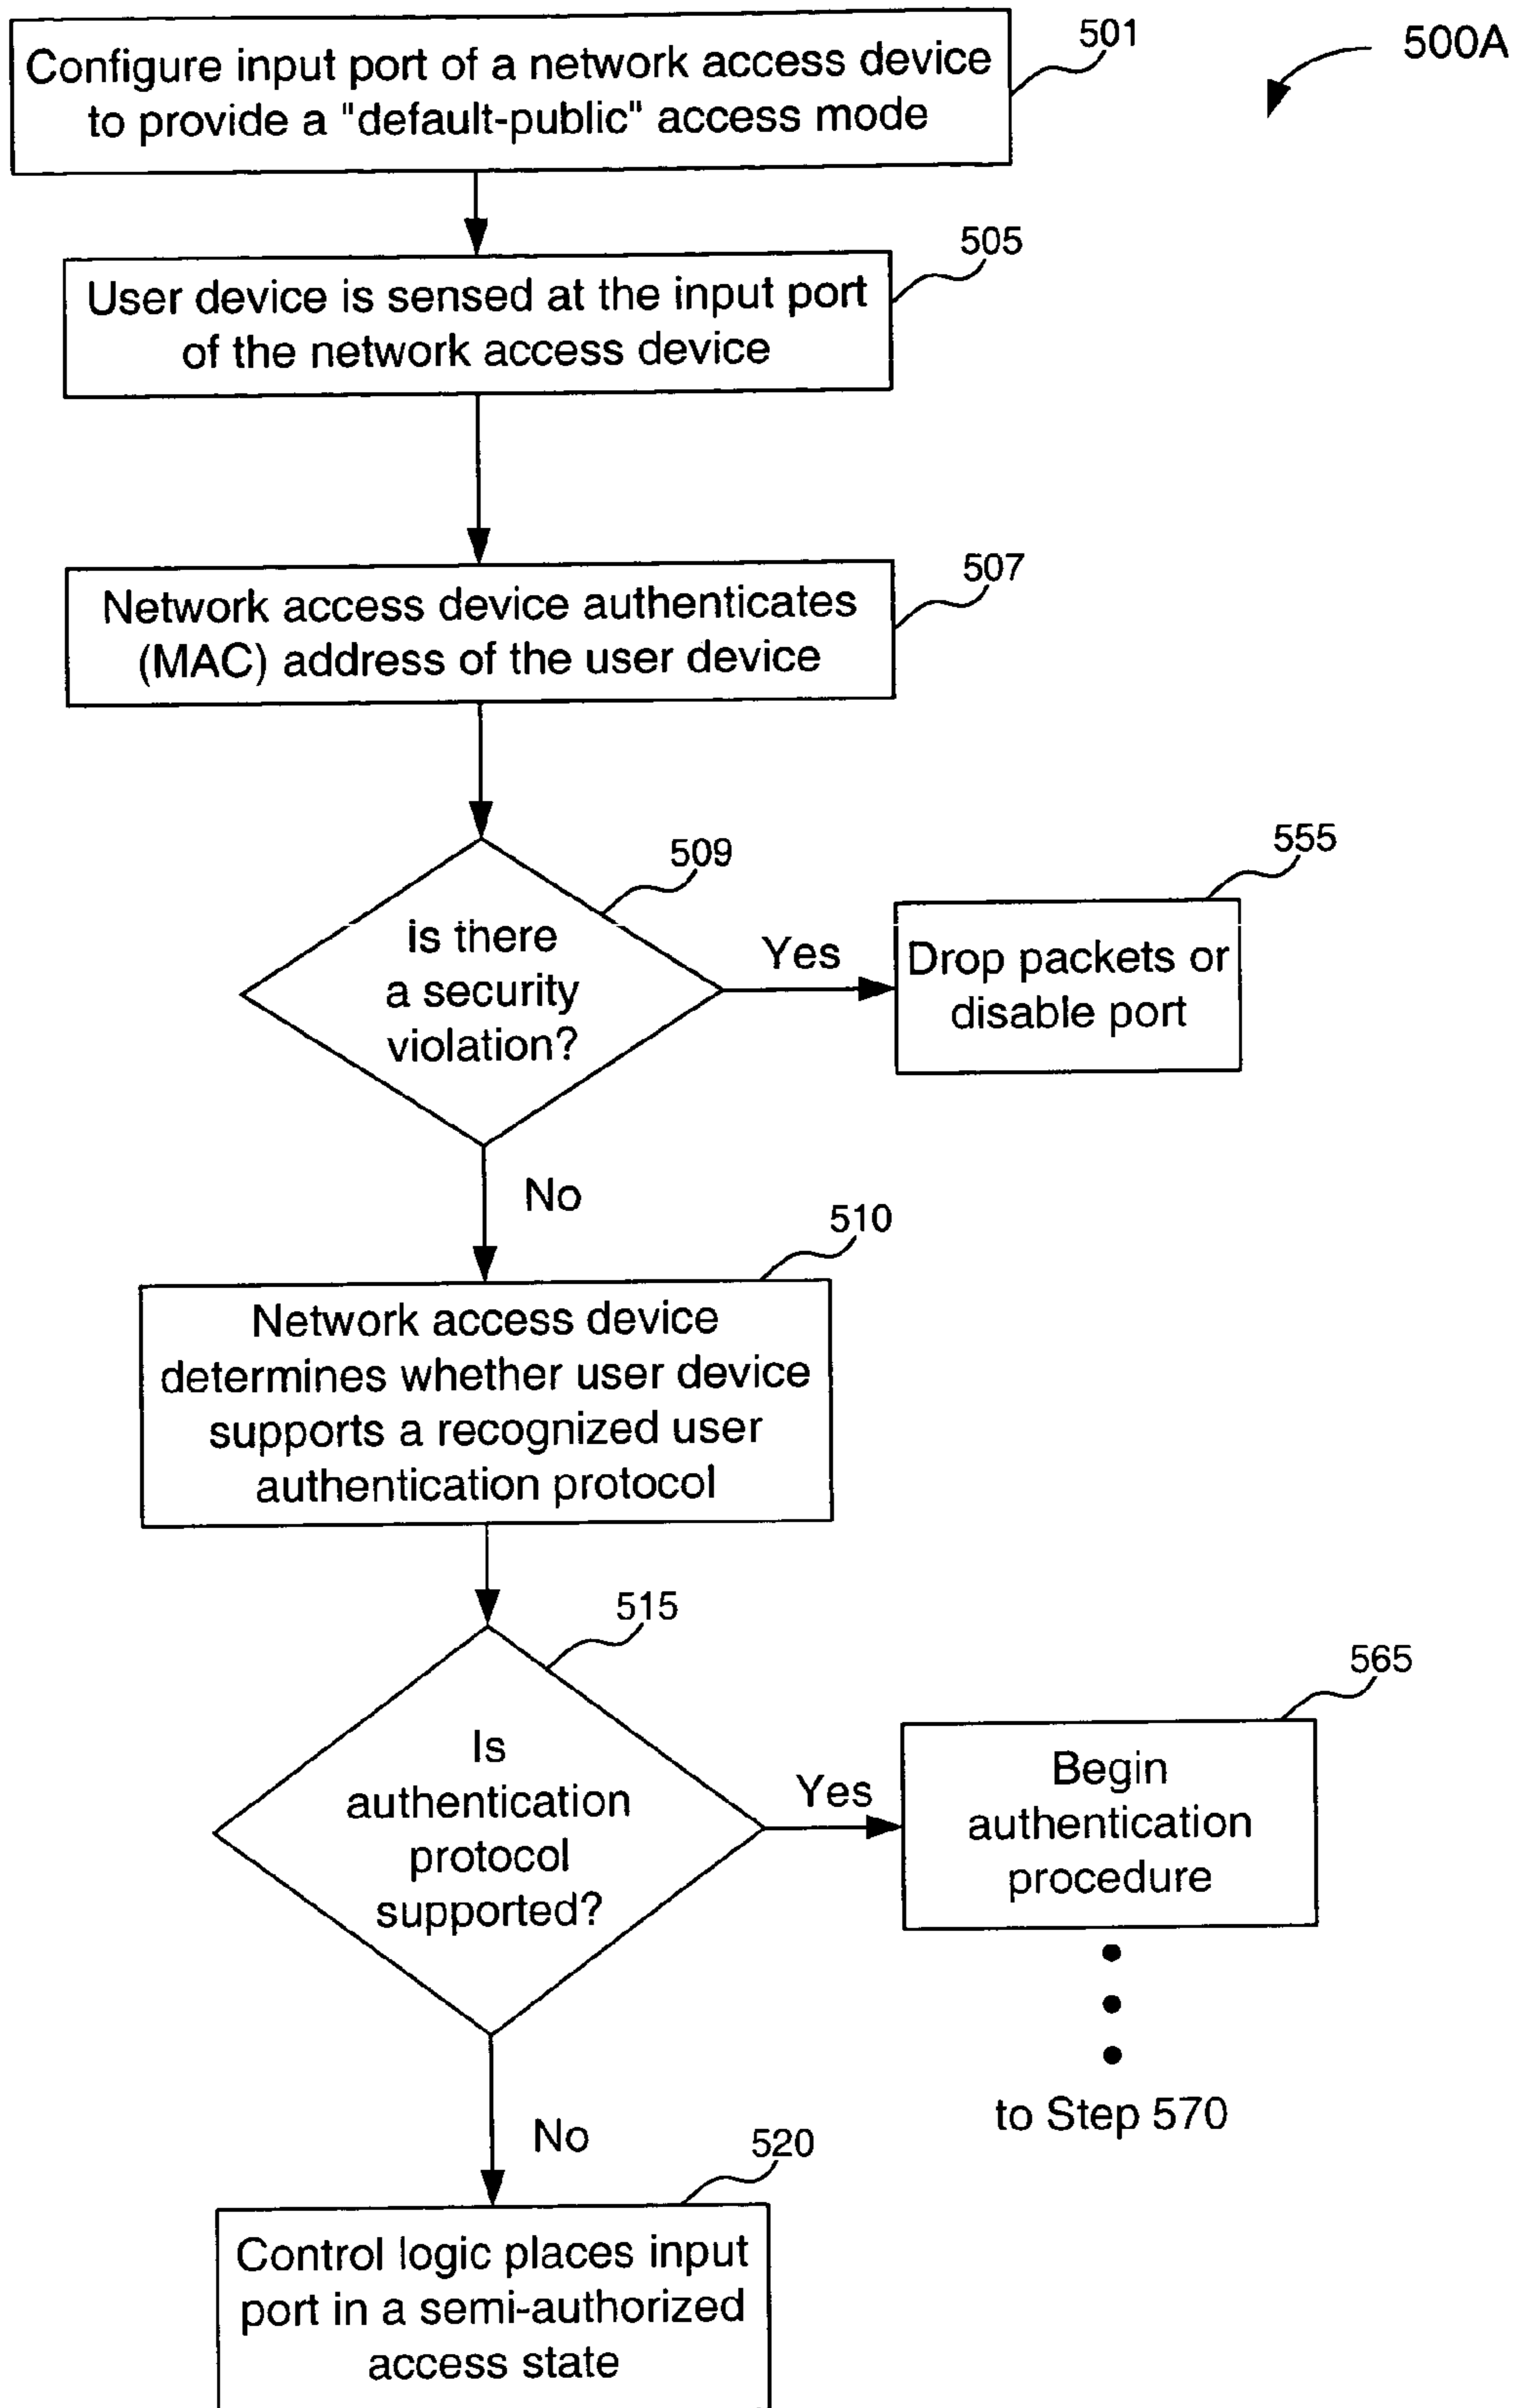 500A
501
Configure input port of a network access device
to provide a "default-public" access mode
505
User device is sensed at the input port
of the network access device
507
Network access device authenticates
(MAC) address of the user device
509
is there
a security
violation?
Yes
555
Drop packets or
disable port
No
510
Network access device
determines whether user device
supports a recognized user
authentication protocol
515
Is
authentication
protocol
supported?
Yes
565
Begin
authentication
procedure
to Step 570
No
520
Control logic places input
port in a semi-authorized
access state